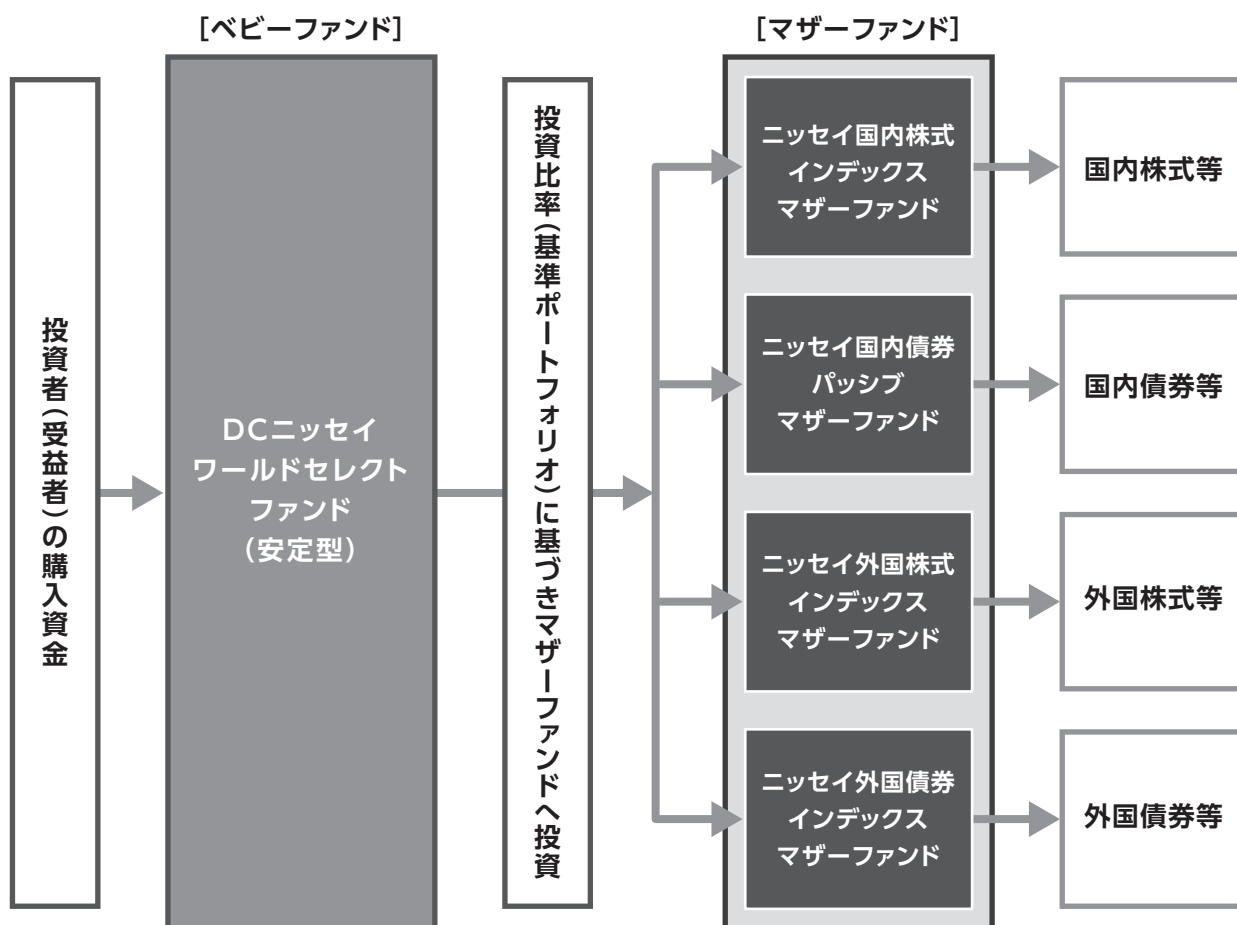 [ベビーファンド]
[マザーファンド]
投資者(受益者)の購入資金
DCニッセイ
ワールドセレクト
ファンド
(安定型)
投資比率(基準ポートフォリオ)に基づきマザーファンドへ投資
ニッセイ国内株式
インデックス
マザーファンド
国内株式等
ニッセイ国内債券
パッシブ
マザーファンド
国内債券等
ニッセイ外国株式
インデックス
マザーファンド
外国株式等
ニッセイ外国債券
インデックス
マザーファンド
外国債券等